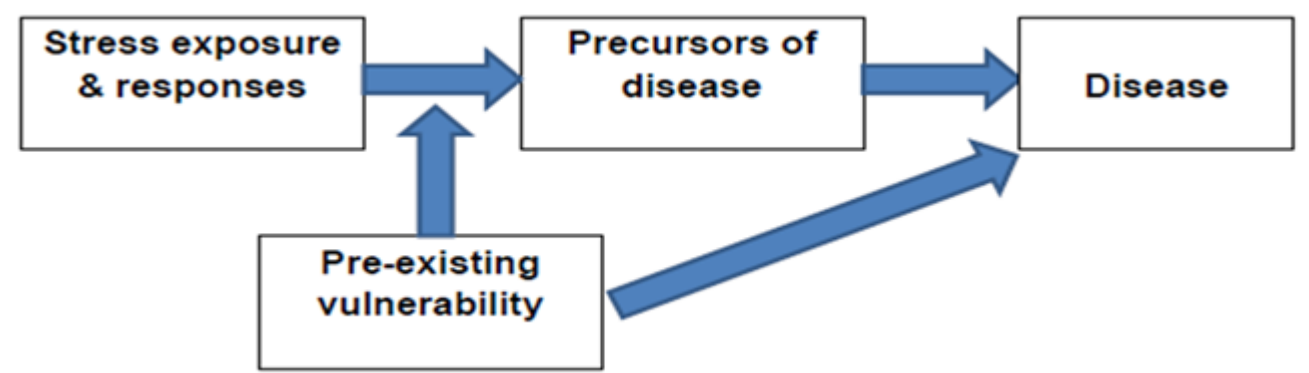 Stress exposure
& responses
Precursors of
disease
Disease
Pre-existing
vulnerability